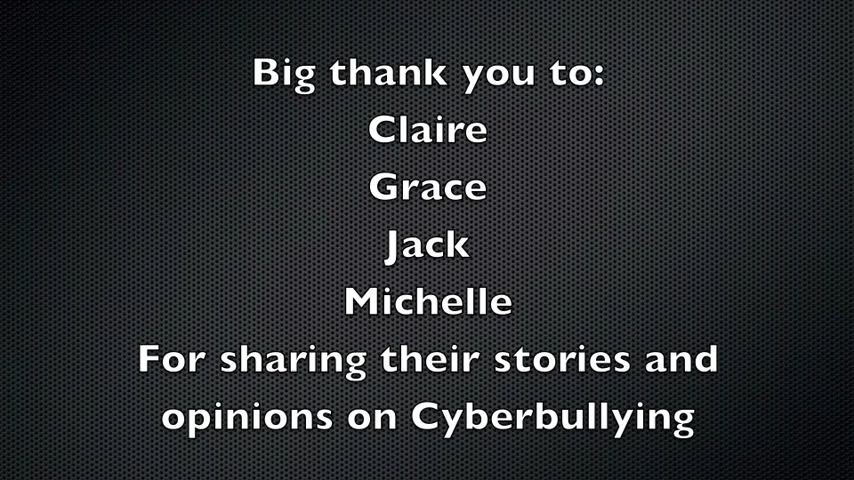 Big thank you to:
Claire
Grace
Jack
Michelle
For sharing their stories and
opinions on Cyberbullying